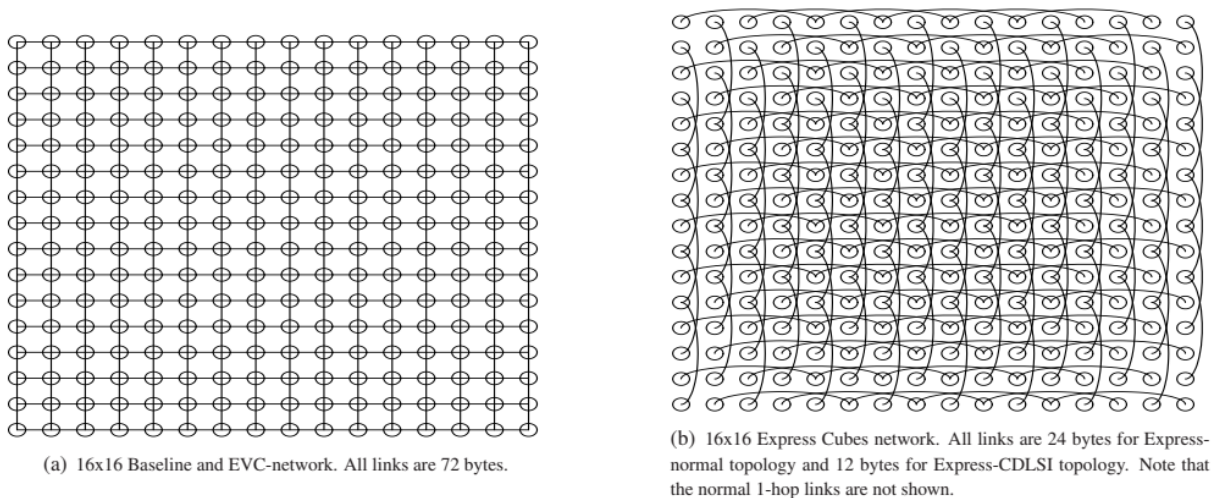 (a) 16x16 Baseline and EVC-network. All links are 72 bytes.
(b) 16x16 Express Cubes network. All links are 24 bytes for Express-
normal topology and 12 bytes for Express-CDLSI topology. Note that
the normal 1-hop links are not shown.